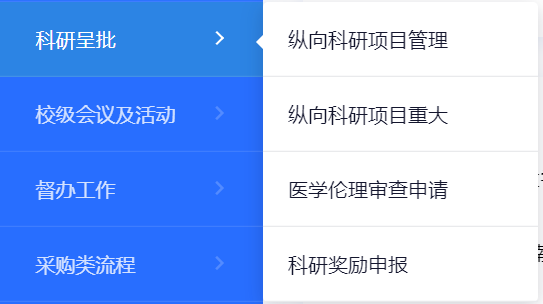 科研呈批
校级会议及活动
督办工作
采购类流程
纵向科研项目管理
纵向科研项目重大
医学伦理审查申请
科研奖励申报